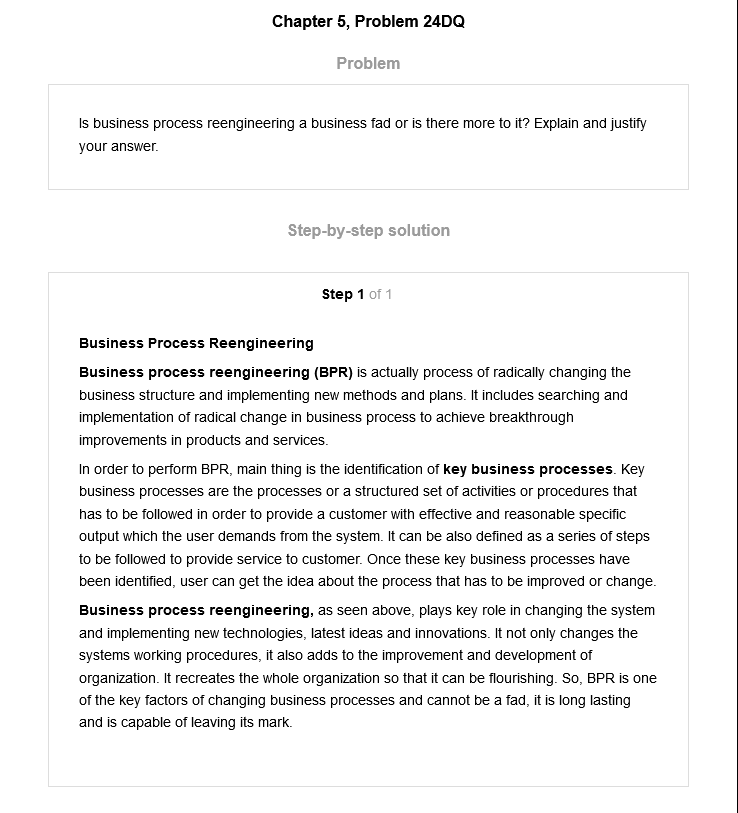 Chapter 5, Problem 24DQ
Problem
Is business process reengineering a business fad or is there more to it? Explain and justify
your answer.
Step-by-step solution
Step 1 of 1
Business Process Reengineering
Business process reengineering (BPR) is actually process of radically changing the
business structure and implementing new methods and plans. It includes searching and
implementation of radical change in business process to achieve breakthrough
improvements in products and services.
In order to perform BPR, main thing is the identification of key business processes. Key
business processes are the processes or a structured set of activities or procedures that
has to be followed in order to provide a customer with effective and reasonable specific
output which the user demands from the system. It can be also defined as a series of steps
to be followed to provide service to customer. Once these key business processes have
been identified, user can get the idea about the process that has to be improved or change.
Business process reengineering, as seen above, plays key role in changing the system
and implementing new technologies, latest ideas and innovations. It not only changes the
systems working procedures, it also adds to the improvement and development of
organization. It recreates the whole organization so that it can be flourishing. So, BPR is one
of the key factors of changing business processes and cannot be a fad, it is long lasting
and is capable of leaving its mark.